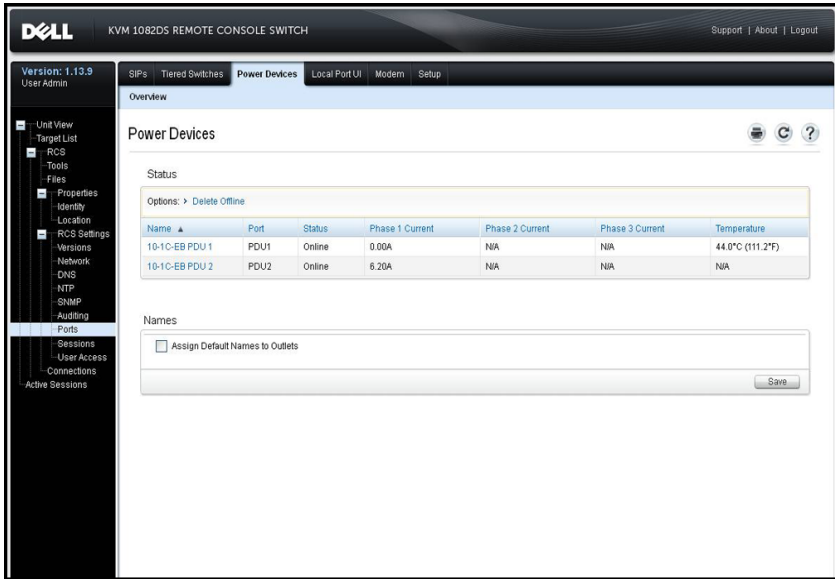 DELL
KVM 1082DS REMOTE CONSOLE SWITCH
Support | About | Logout
Version: 1.13.9
User Admin
SIPs Tiered Switches Power Devices Local Port UI Modem Setup
Overview
Unit View
Target List
RCS
Tools
Files
Properties
Identity
Location
RCS Settings
Versions
Network
DNS
NTP
SNMP
Auditing
Ports
Sessions
User Access
Connections
Active Sessions
Power Devices
?
Status
Options: > Delete Offline
Name ▲ Port Status Phase 1 Current Phase 2 Current Phase 3 Current Temperature
10-1C-EB PDU 1 PDU1 Online 0.00A N/A N/A 44.0°C (111.2°F)
10-1C-EB PDU 2 PDU2 Online 6.20A N/A N/A N/A
Names
Assign Default Names to Outlets
Save